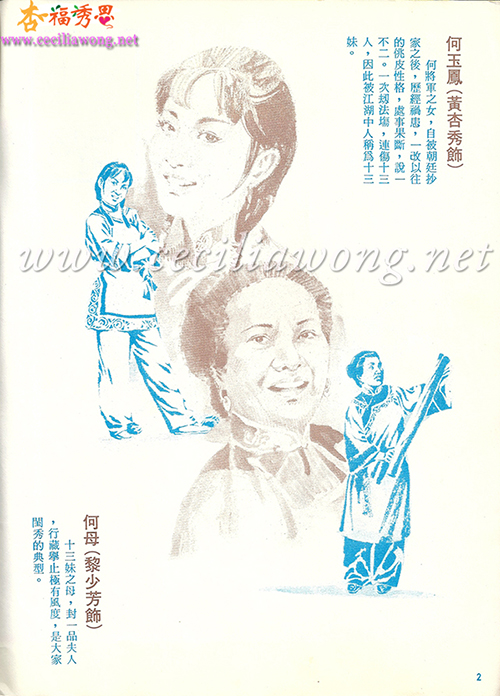 杏福秀恩
www.ceciliawong.net
何玉鳳(黃杏秀飾)
何將軍之女,自被朝廷抄
家之後,歷經禍患,一改以往
的佻皮性格,處事果斷,說一
不二。一次刼法塲,連傷十三
人,因此被江湖中人稱爲十三
妹。
www.ceciliawong.net
何母(黎少芳飾)
十三妹之母,封一品夫人
,行藏舉止極有風度,是大家
閨秀的典型。
2